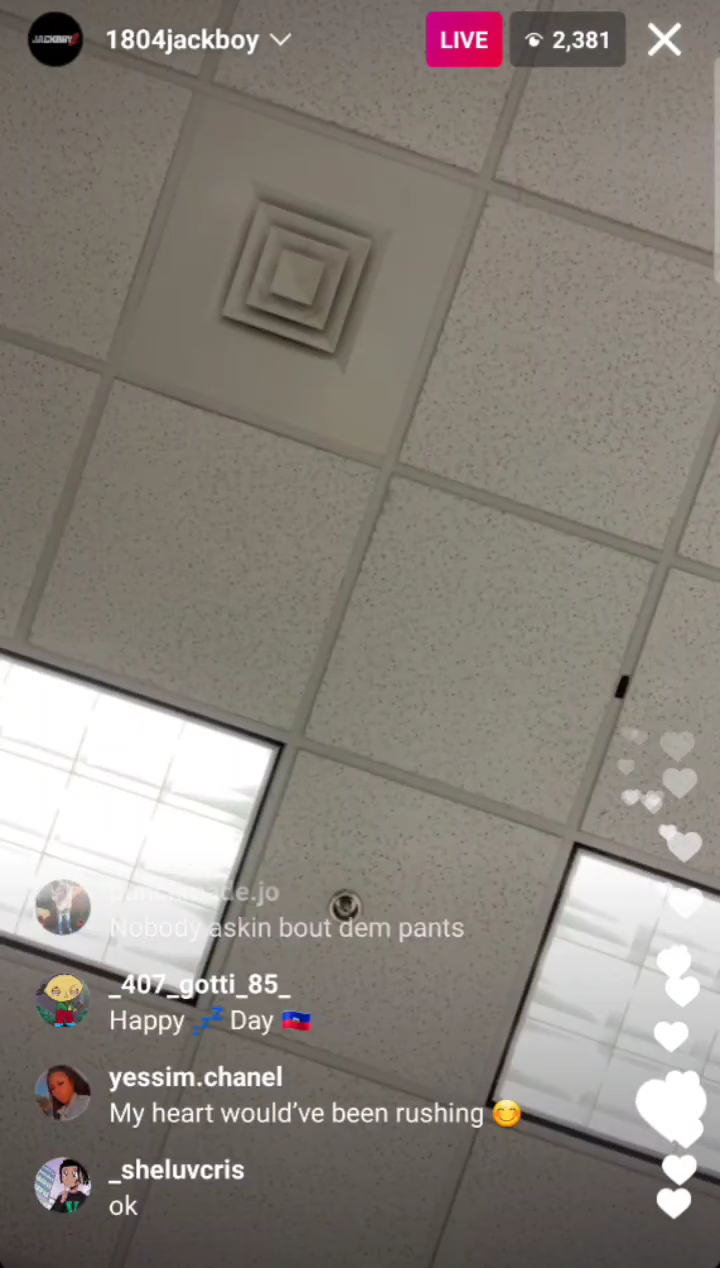 JACKBOY
1804jackboy
LIVE
2,381
Nobody askin bout dem pants
_407_gotti_85_
Happy 💤 Day 🇭🇹
yessim.chanel
My heart would’ve been rushing 😊
_sheluvcris
ok